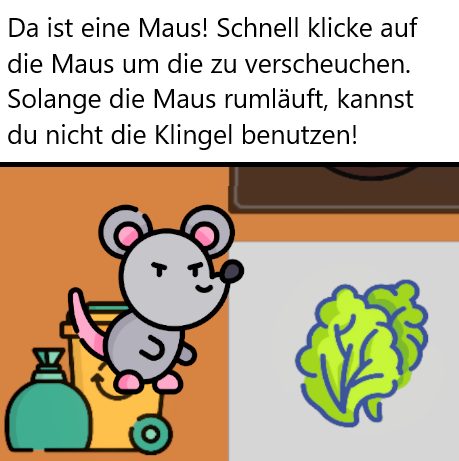 Da ist eine Maus! Schnell klicke auf
die Maus um die zu verscheuchen.
Solange die Maus rumläuft, kannst
du nicht die Klingel benutzen!